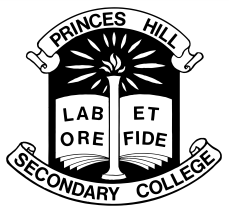 PRINCES HILL
LAB ET
ORE FIDE
SECONDARY COLLEGE